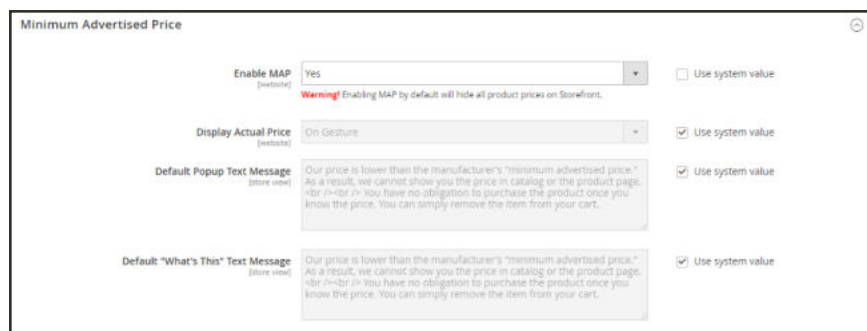 Minimum Advertised Price
Enable MAP
[website]
Yes
Use system value
Warning! Enabling MAP by default will hide all product prices on Storefront.
Display Actual Price
[website]
On Gesture
Use system value
Default Popup Text Message
[store view]
Our price is lower than the manufacturer's "minimum advertised price."
As a result, we cannot show you the price in catalog or the product page.
<br /><br /> You have no obligation to purchase the product once you
know the price. You can simply remove the item from your cart.
Use system value
Default "What's This" Text Message
[store view]
Our price is lower than the manufacturer's "minimum advertised price."
As a result, we cannot show you the price in catalog or the product page.
<br /><br /> You have no obligation to purchase the product once you
know the price. You can simply remove the item from your cart.
Use system value